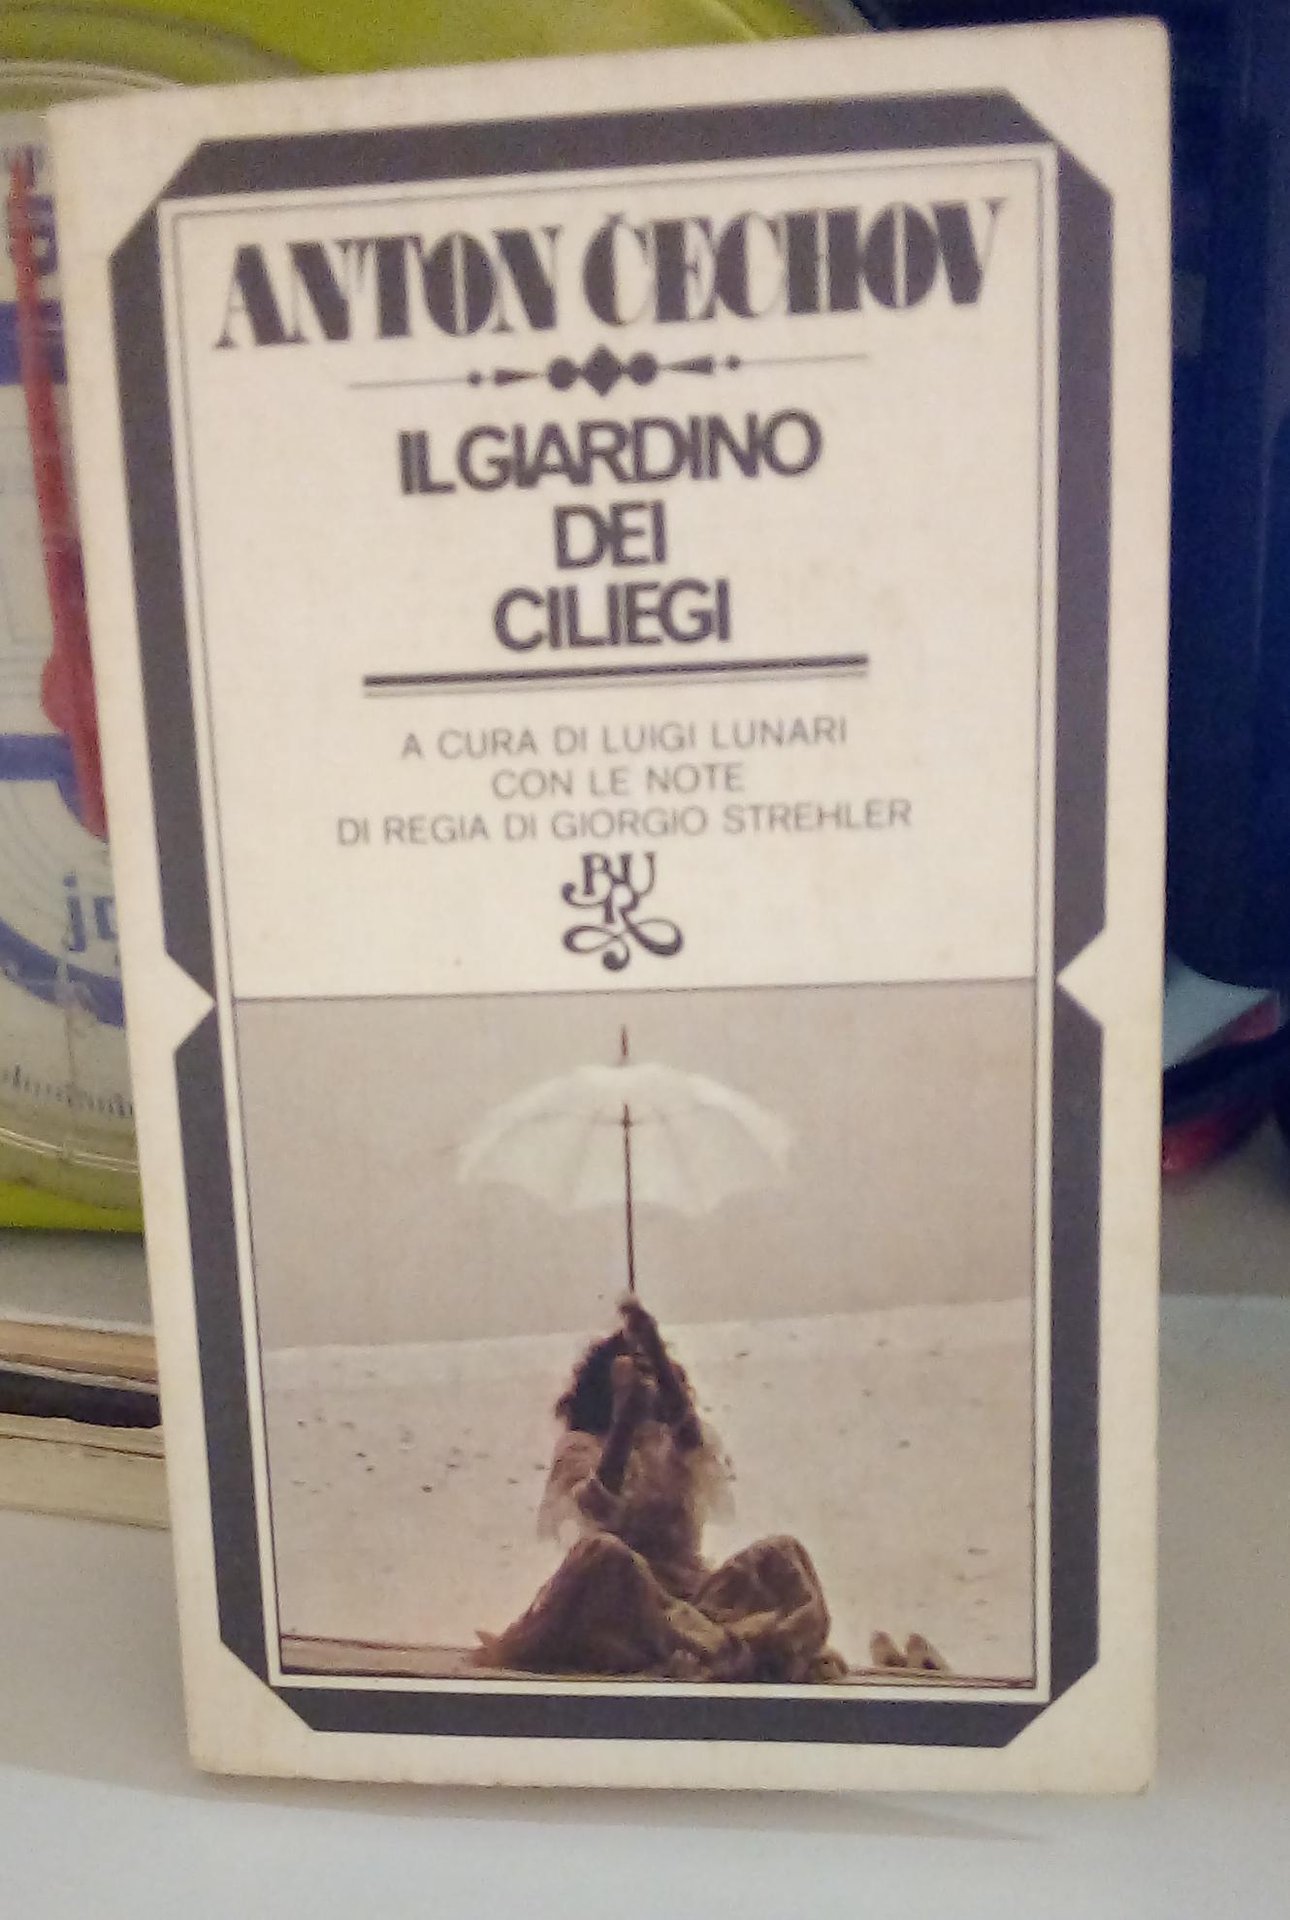 ANTON ČECHOV
IL GIARDINO
DEI
CILIEGI
A CURA DI LUIGI LUNARI
CON LE NOTE
DI REGIA DI GIORGIO STREHLER
BUR